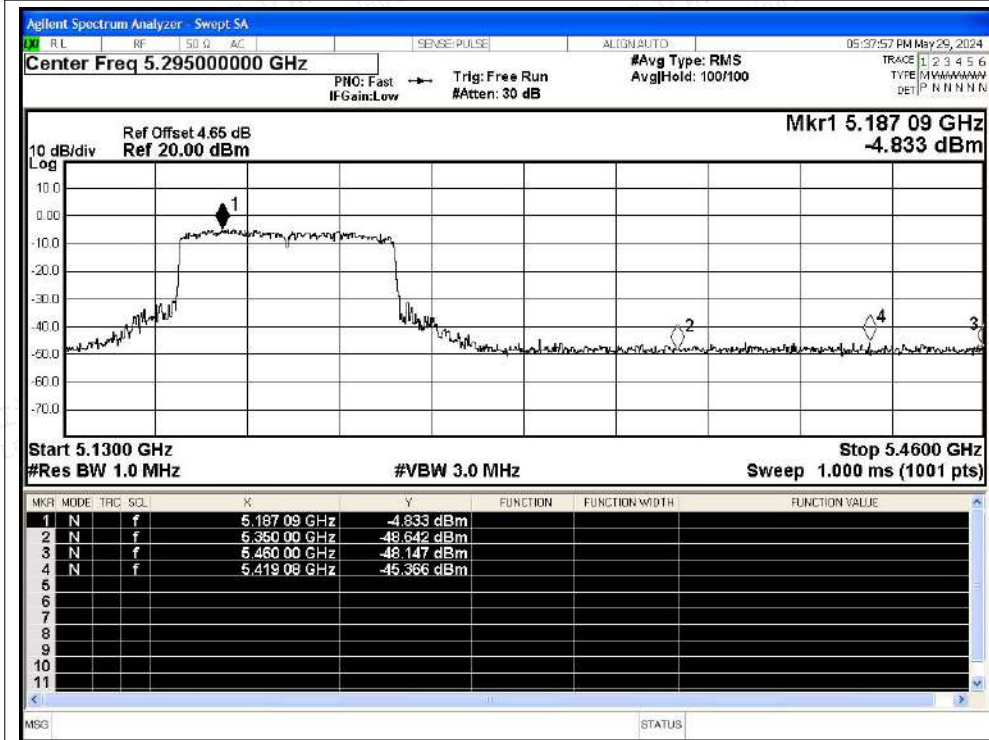 Agilent Spectrum Analyzer - Swept SA
LXI RL RF 50 Ω AC SENSE:PULSE ALIGN AUTO 05:37:57 PM May 29, 2024
Center Freq 5.295000000 GHz
#Avg Type: RMS
TRACE 1 2 3 4 5 6
PNO: Fast Trig: Free Run Avg|Hold: 100/100
TYPE M WWWWW
IFGain:Low #Atten: 30 dB
DET P N N N N N
Mkr1 5.187 09 GHz
-4.833 dBm
Ref Offset 4.65 dB
10 dB/div Ref 20.00 dBm
Log
10.0
1
0.00
-10.0
-20.0
-30.0
-40.0
2 4 3
-50.0
-60.0
-70.0
Start 5.1300 GHz Stop 5.4600 GHz
#Res BW 1.0 MHz #VBW 3.0 MHz Sweep 1.000 ms (1001 pts)
MKR MODE TRC SCL X Y FUNCTION FUNCTION WIDTH FUNCTION VALUE
1 N f 5.187 09 GHz -4.833 dBm
2 N f 5.350 00 GHz -48.642 dBm
3 N f 5.460 00 GHz -48.147 dBm
4 N f 5.419 08 GHz -45.366 dBm
5
6
7
8
9
10
11
MSG STATUS